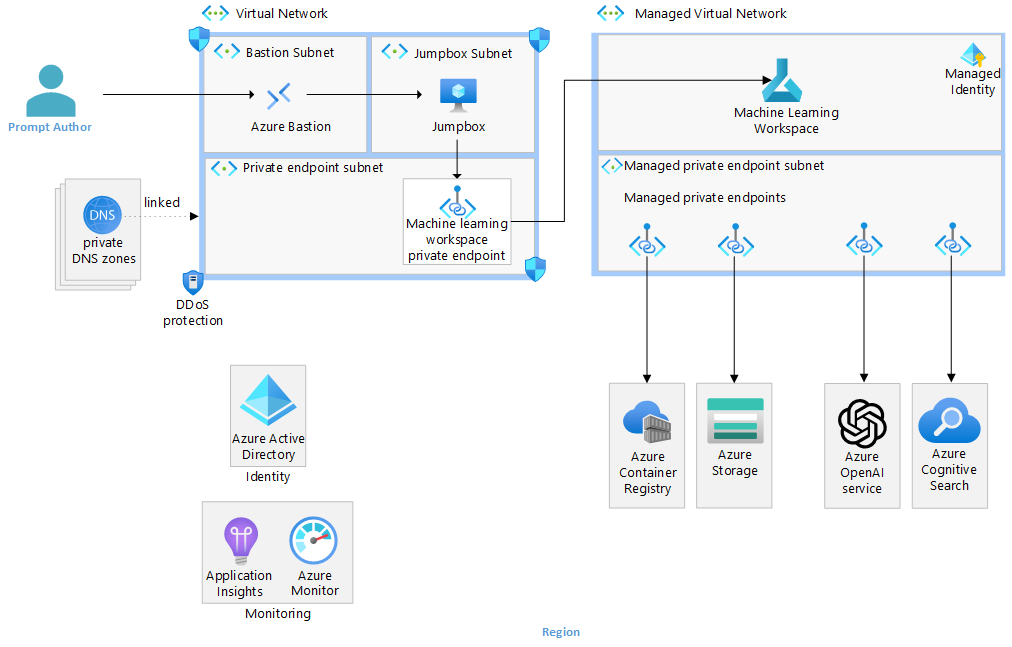 Virtual Network
Managed Virtual Network
Bastion Subnet
Jumpbox Subnet
Azure Bastion
Jumpbox
Prompt Author
Machine Learning
Workspace
Managed
Identity
Private endpoint subnet
Machine learning
workspace
private endpoint
Managed private endpoint subnet
Managed private endpoints
DNS
private
DNS zones
linked
DDoS
protection
Azure Active
Directory
Identity
Azure
Container
Registry
Azure
Storage
Azure
OpenAI
service
Azure
Cognitive
Search
Application
Insights
Azure
Monitor
Monitoring
Region